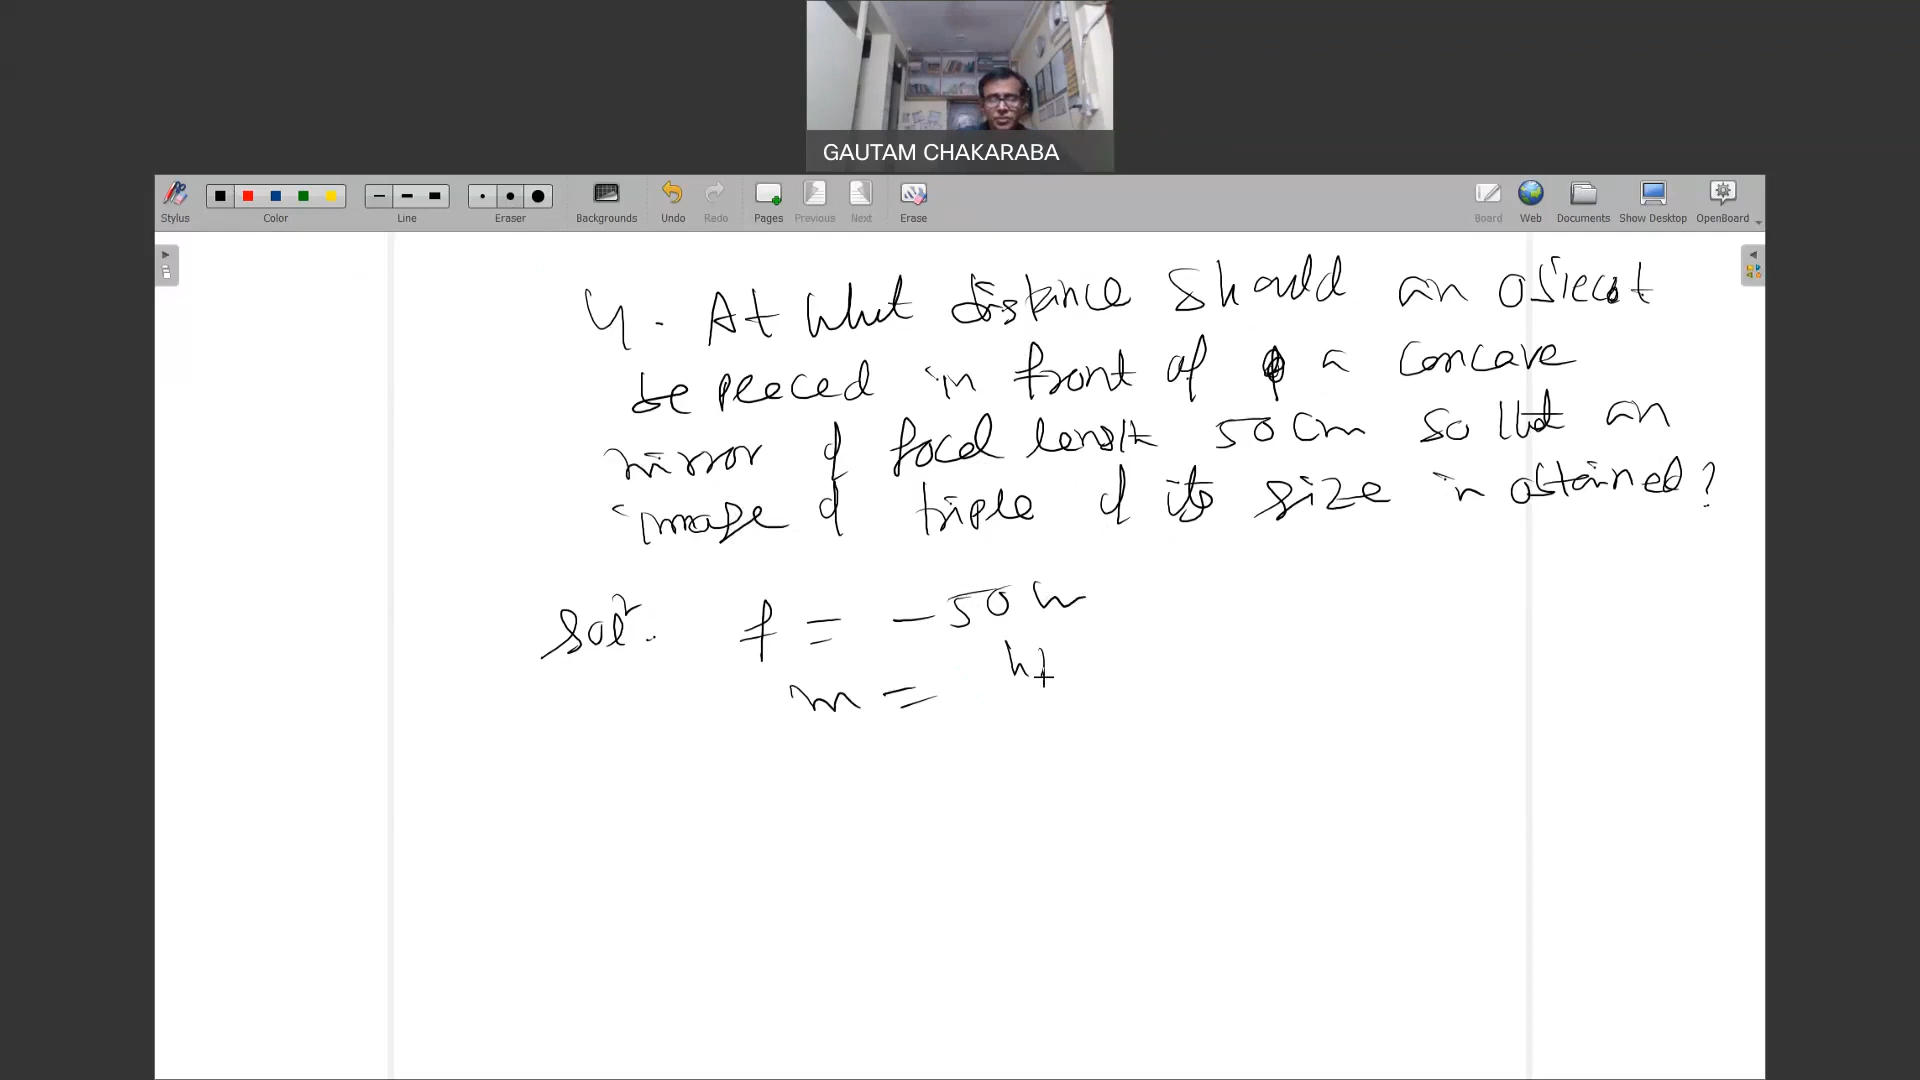 GAUTAM CHAKARABA
Stylus Color Line Eraser Backgrounds Undo Redo Pages Previous Next Erase Board Web Documents Show Desktop OpenBoard
4. At what distance should an object
be placed in front of a concave
mirror of focal length 50 cm so that an
image of triple of its size in obtained?
Sol. f = - 50 cm
h
m =